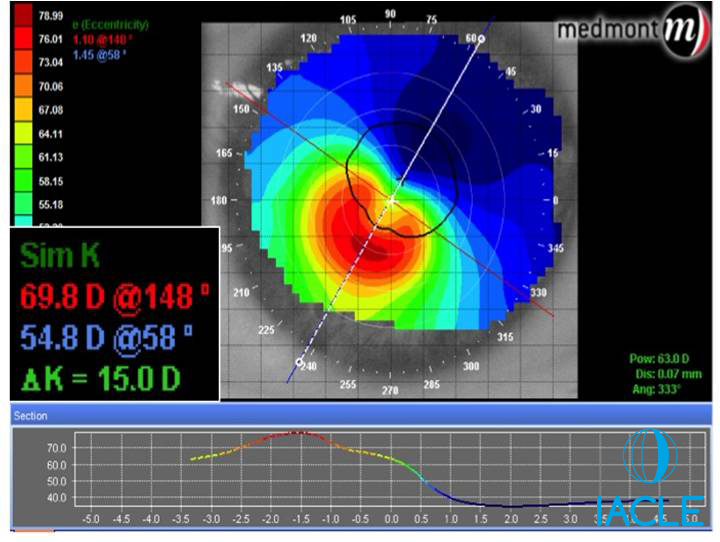 78.99
76.01
73.04
70.06
67.08
64.11
61.13
58.15
55.18
e (Eccentricity)
1.10 @148 °
1.45 @58 °
medmont m
105 90 75
120 60
135 45
150 30
165 15
180 0
195 345
210 330
225 315
240 300
255 270 285
Sim K
69.8 D @148 °
54.8 D @58 °
ΔK = 15.0 D
Pow: 63.0 D
Dis: 0.07 mm
Ang: 333°
Section
70.0
60.0
50.0
40.0
-5.0 -4.5 -4.0 -3.5 -3.0 -2.5 -2.0 -1.5 -1.0 -0.5 0.0 0.5 1.0 1.5 2.0 2.5 3.0 4.5 5.0
IACLE